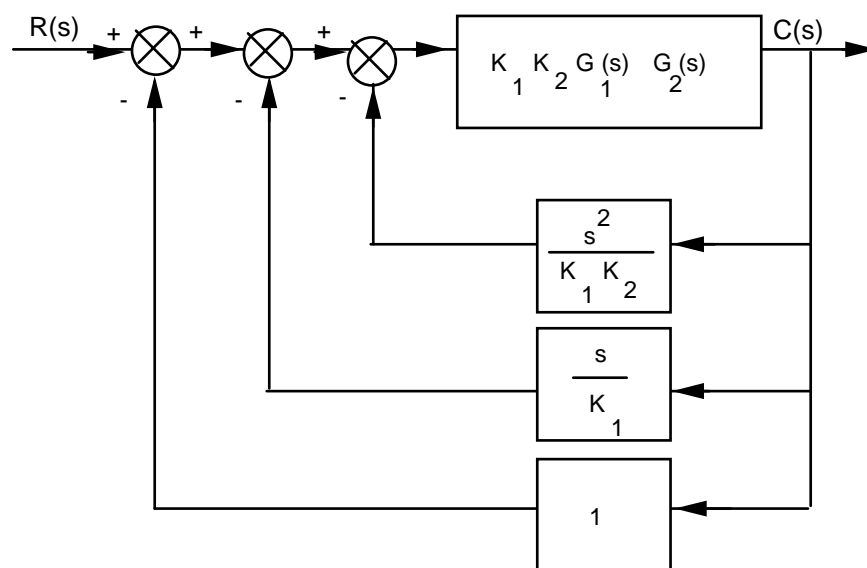 R(s) + + + K₁ K₂ G₁(s) G₂(s) C(s)
- - -
s²
K₁ K₂
s
K₁
1